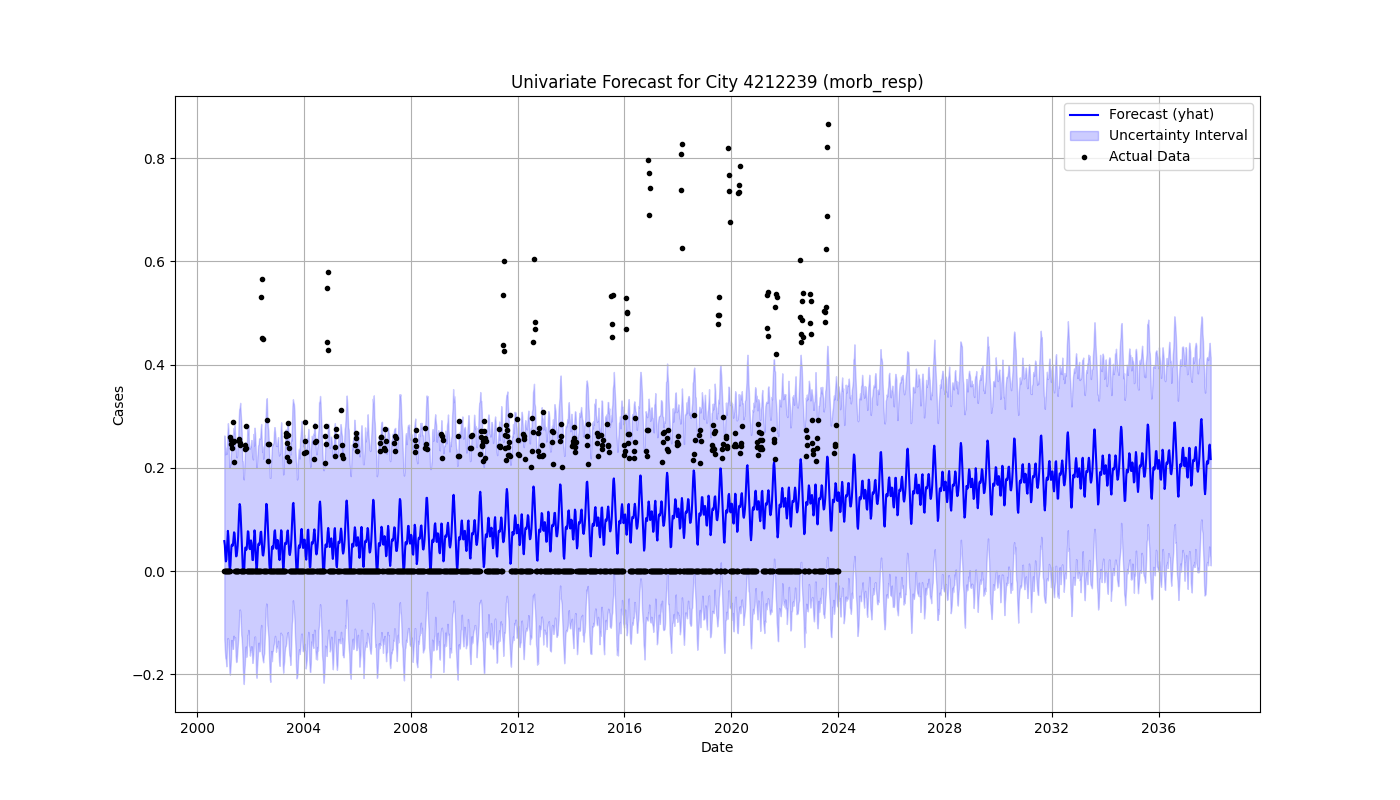 Univariate Forecast for City 4212239 (morb_resp)
Forecast (yhat)
Uncertainty Interval
Actual Data
Cases
0.8
0.6
0.4
0.2
0.0
−0.2
2000 2004 2008 2012 2016 2020 2024 2028 2032 2036
Date